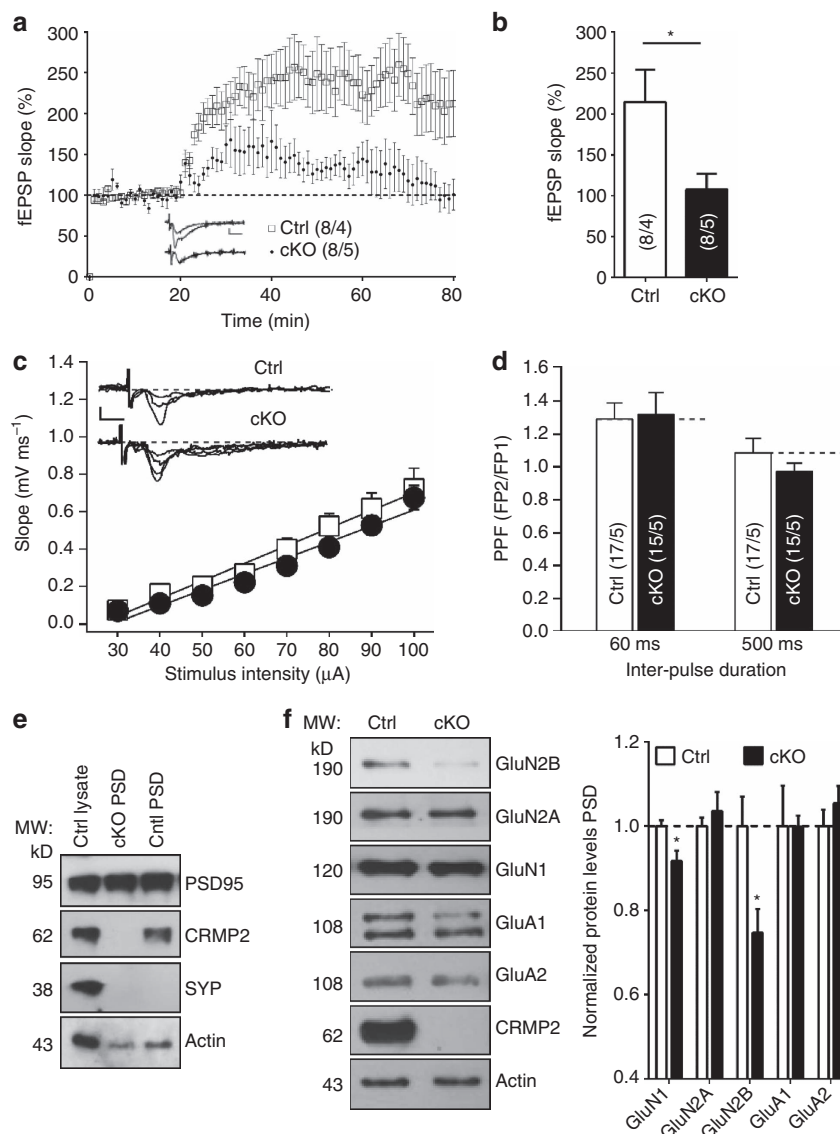 a
fEPSP slope (%)
300
250
200
150
100
50
0
Ctrl (8/4)
cKO (8/5)
0 20 40 60 80
Time (min)
b
*
fEPSP slope (%)
300
250
200
150
100
50
0
(8/4)
(8/5)
Ctrl cKO
c
Slope (mV ms−1)
1.4
1.2
1.0
0.8
0.6
0.4
0.2
0.0
Ctrl
cKO
30 40 50 60 70 80 90 100
Stimulus intensity (μA)
d
PPF (FP2/FP1)
1.6
1.4
1.2
1.0
0.8
0.6
0.4
0.2
0.0
Ctrl (17/5)
cKO (15/5)
Ctrl (17/5)
cKO (15/5)
60 ms 500 ms
Inter-pulse duration
e
Ctrl lysate
cKO PSD
Cntl PSD
MW:
kD
95 PSD95
62 CRMP2
38 SYP
43 Actin
f
MW: Ctrl cKO
kD
190 GluN2B
190 GluN2A
120 GluN1
108 GluA1
108 GluA2
62 CRMP2
43 Actin
Normalized protein levels PSD
1.2
1.0
0.8
0.6
0.4
Ctrl cKO
*
*
GluN1
GluN2A
GluN2B
GluA1
GluA2